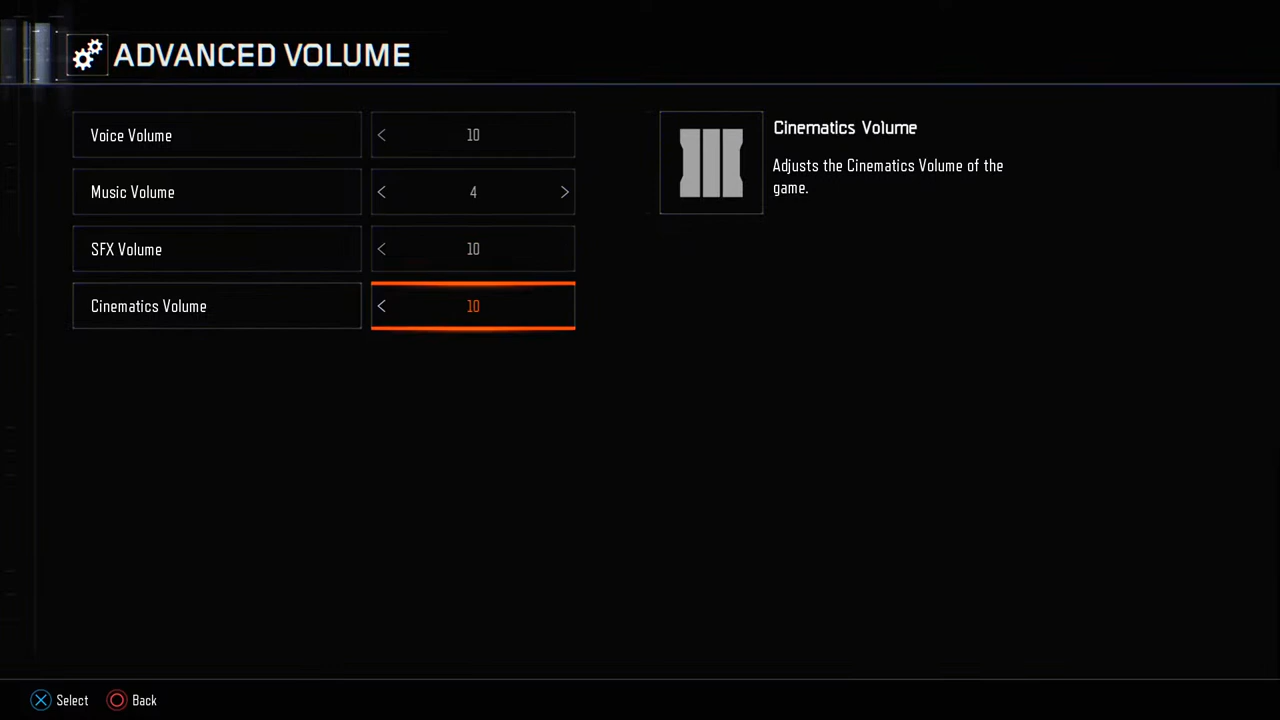 ADVANCED VOLUME
Voice Volume
< 10
Music Volume
< 4 >
SFX Volume
< 10
Cinematics Volume
< 10
Cinematics Volume
Adjusts the Cinematics Volume of the
game.
Select
Back